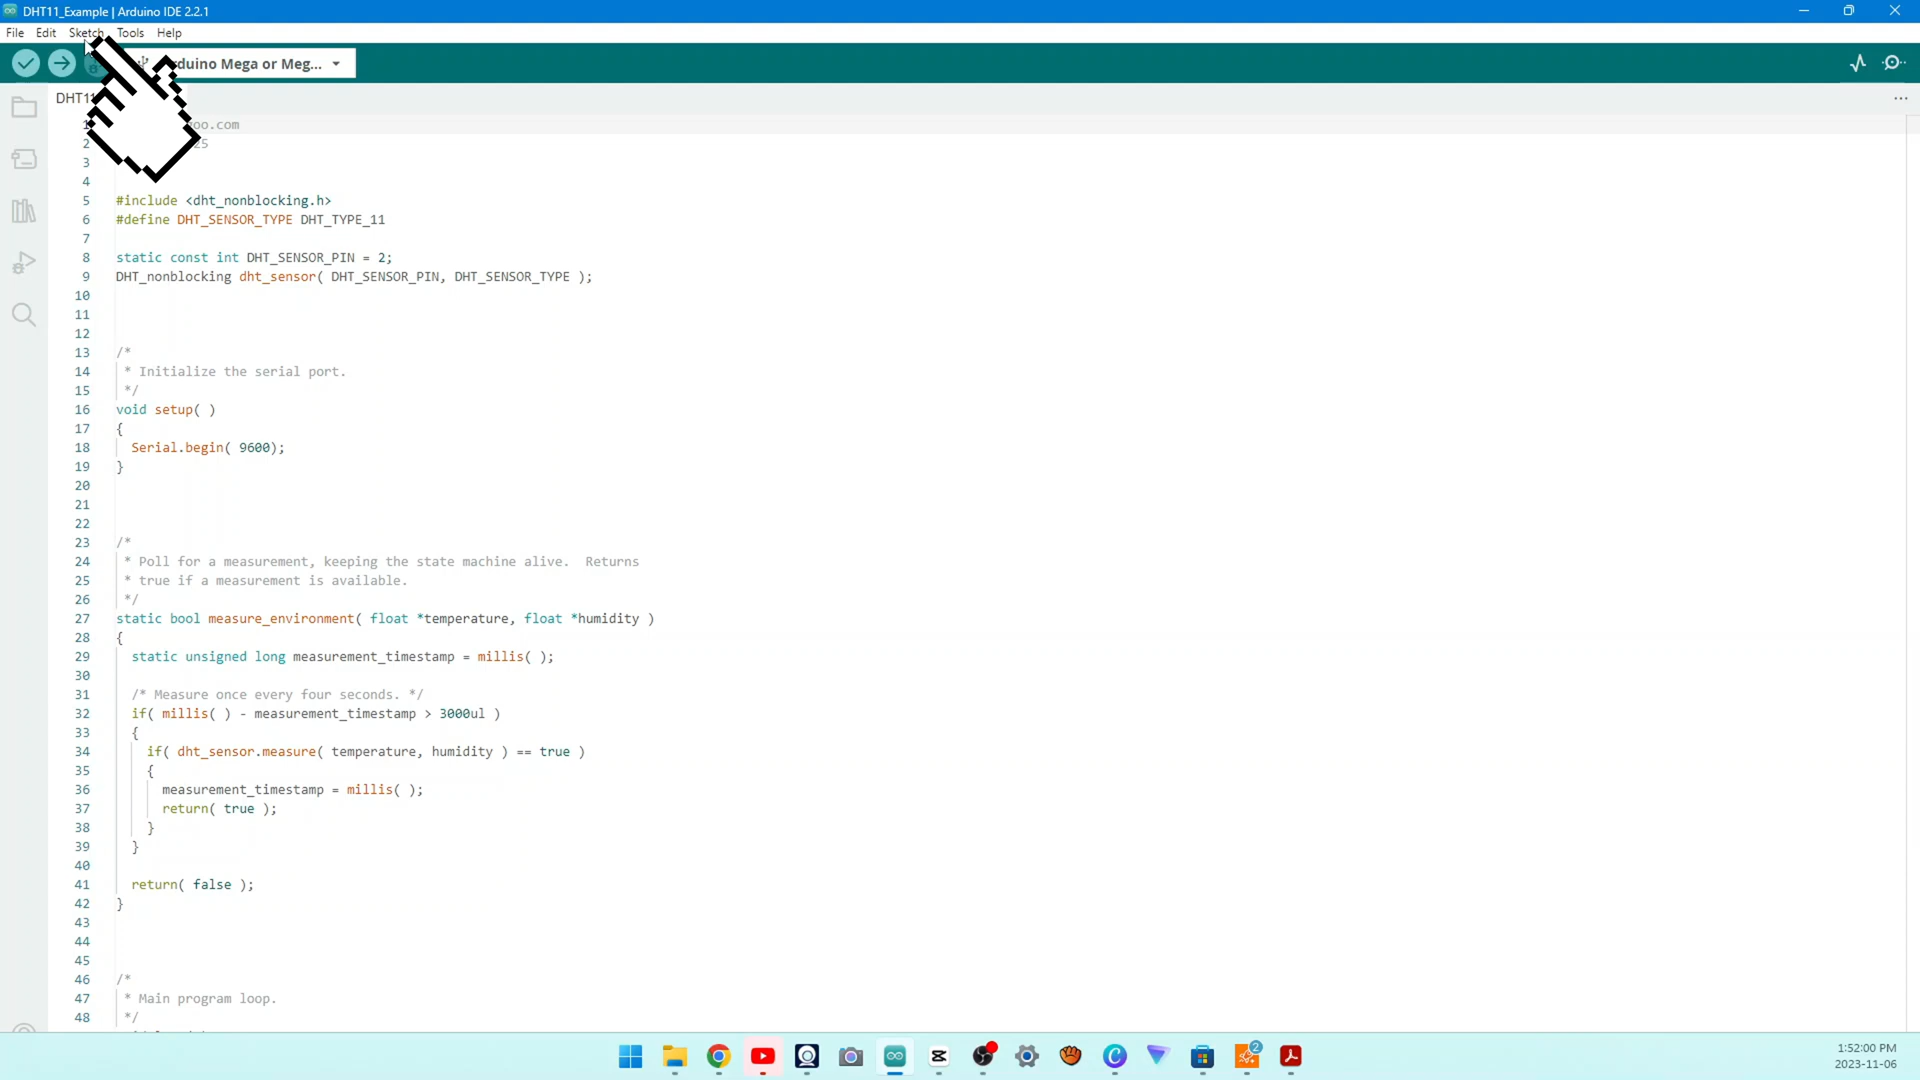 DHT11_Example | Arduino IDE 2.2.1
File Edit Sketch Tools Help
duino Mega or Meg...
DHT11
1 oo.com
2 25
3
4
5 #include <dht_nonblocking.h>
6 #define DHT_SENSOR_TYPE DHT_TYPE_11
7
8 static const int DHT_SENSOR_PIN = 2;
9 DHT_nonblocking dht_sensor( DHT_SENSOR_PIN, DHT_SENSOR_TYPE );
10
11
12
13 /*
14 * Initialize the serial port.
15 */
16 void setup( )
17 {
18 Serial.begin( 9600);
19 }
20
21
22
23 /*
24 * Poll for a measurement, keeping the state machine alive.  Returns
25 * true if a measurement is available.
26 */
27 static bool measure_environment( float *temperature, float *humidity )
28 {
29 static unsigned long measurement_timestamp = millis( );
30
31 /* Measure once every four seconds. */
32 if( millis( ) - measurement_timestamp > 3000ul )
33 {
34 if( dht_sensor.measure( temperature, humidity ) == true )
35 {
36 measurement_timestamp = millis( );
37 return( true );
38 }
39 }
40
41 return( false );
42 }
43
44
45
46 /*
47 * Main program loop.
48 */
2
1:52:00 PM
2023-11-06